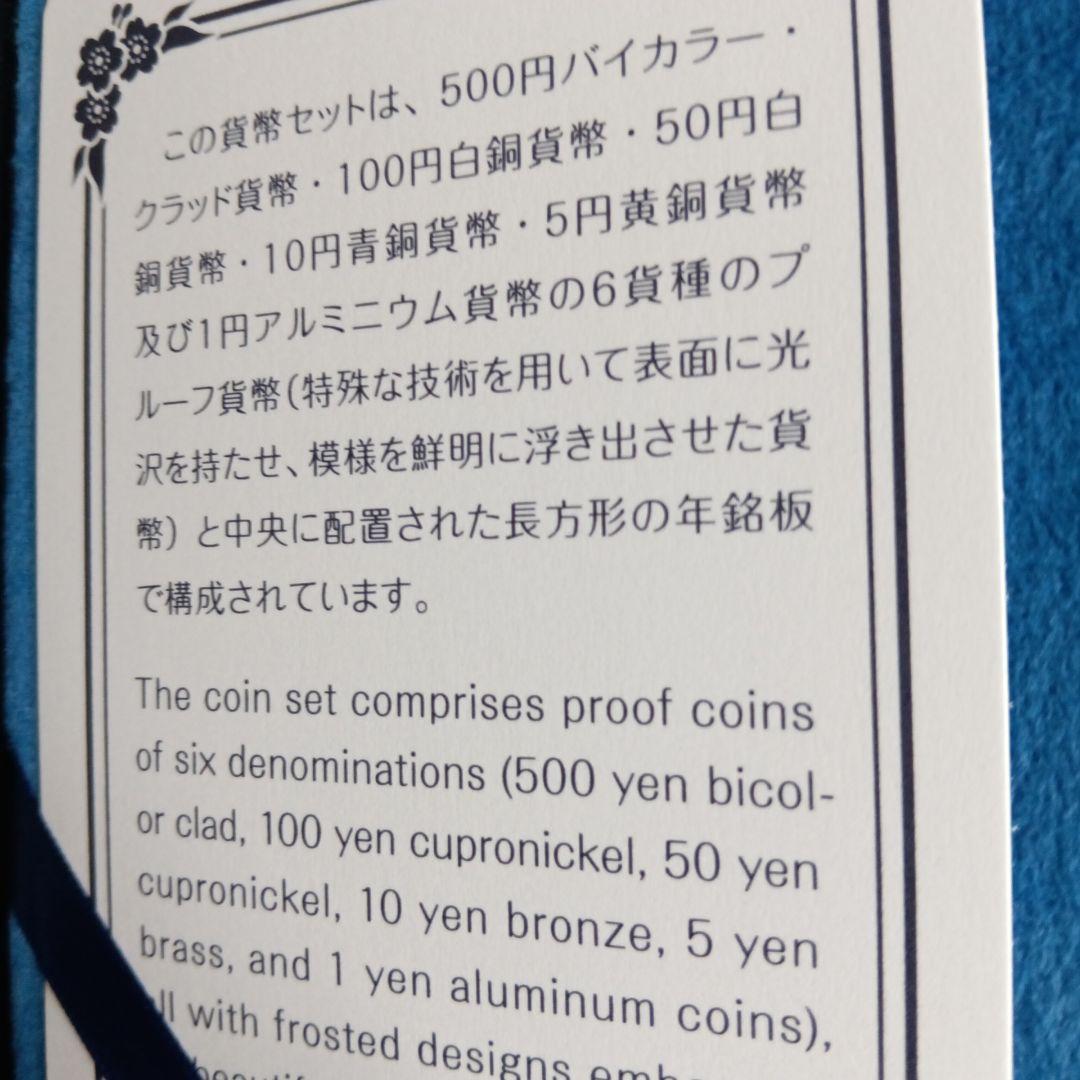 この貨幣セットは、500円バイカラー・
クラッド貨幣・100円白銅貨幣・50円白
銅貨幣・10円青銅貨幣・5円黄銅貨幣
及び1円アルミニウム貨幣の6貨種のプ
ルーフ貨幣(特殊な技術を用いて表面に光
沢を持たせ、模様を鮮明に浮き出させた貨
幣)と中央に配置された長方形の年銘板
で構成されています。
The coin set comprises proof coins
of six denominations (500 yen bicol-
or clad, 100 yen cupronickel, 50 yen
cupronickel, 10 yen bronze, 5 yen
brass, and 1 yen aluminum coins),
with frosted designs